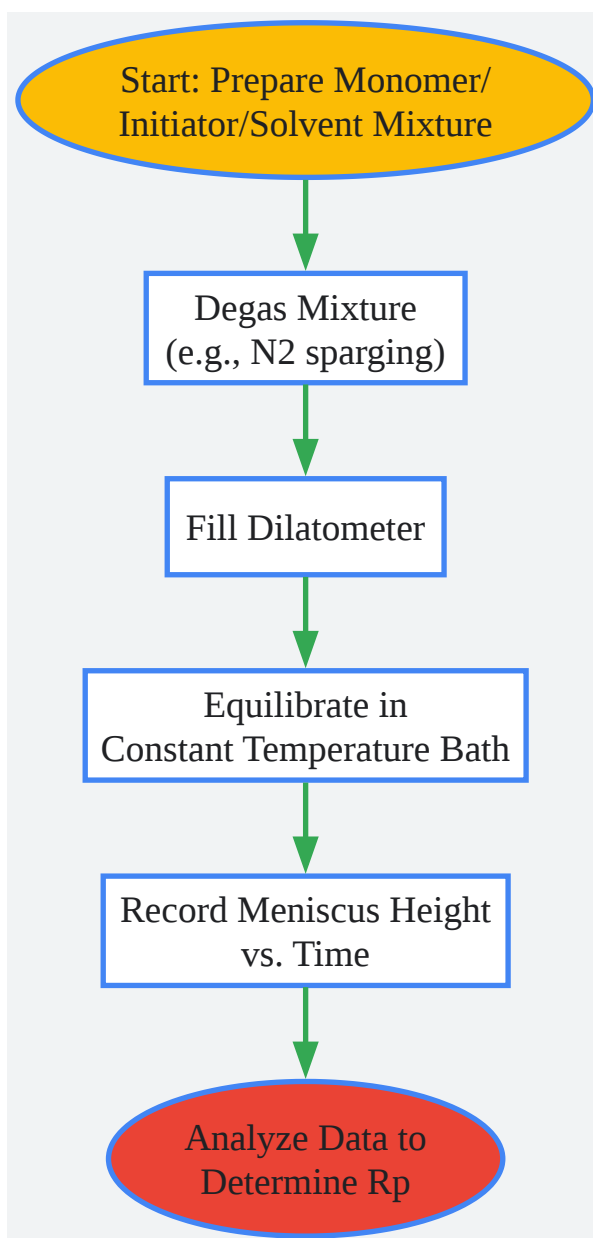 Start: Prepare Monomer/
Initiator/Solvent Mixture
Degas Mixture
(e.g., N2 sparging)
Fill Dilatometer
Equilibrate in
Constant Temperature Bath
Record Meniscus Height
vs. Time
Analyze Data to
Determine Rp